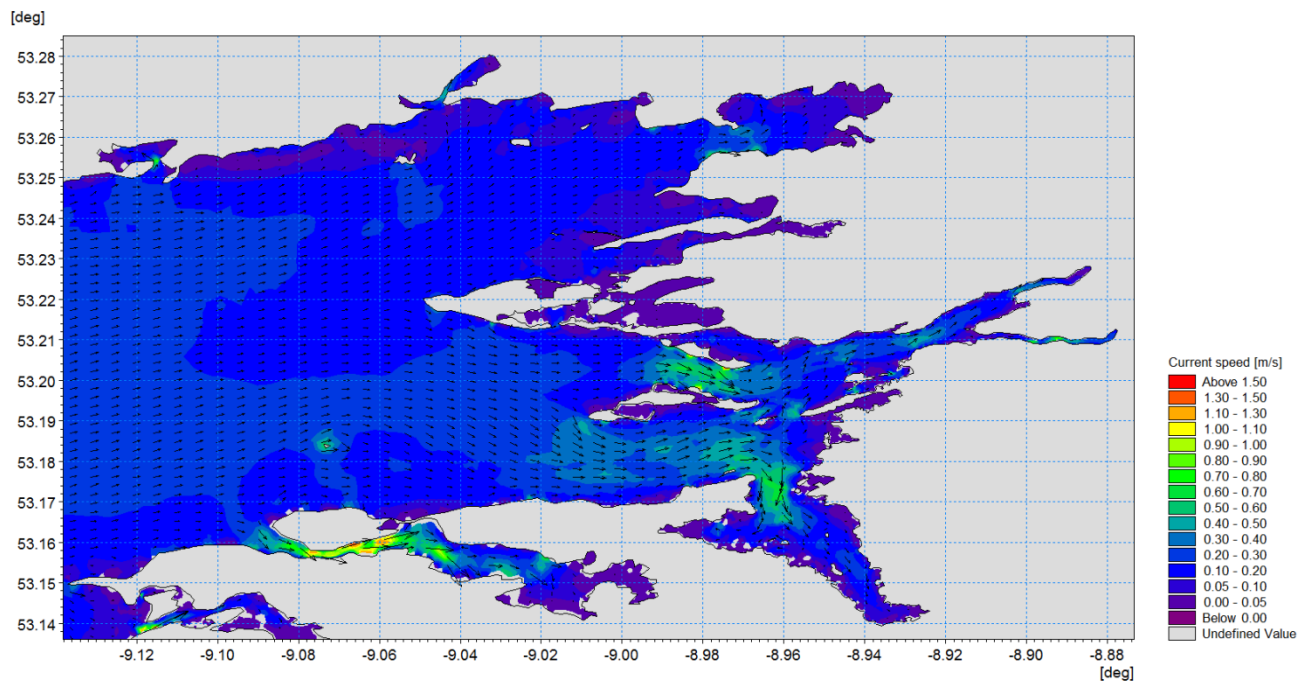 [deg]
53.28
53.27
53.26
53.25
53.24
53.23
53.22
53.21
53.20
53.19
53.18
53.17
53.16
53.15
53.14
-9.12 -9.10 -9.08 -9.06 -9.04 -9.02 -9.00 -8.98 -8.96 -8.94 -8.92 -8.90 -8.88
[deg]
Current speed [m/s]
Above 1.50
1.30 - 1.50
1.10 - 1.30
1.00 - 1.10
0.90 - 1.00
0.80 - 0.90
0.70 - 0.80
0.60 - 0.70
0.50 - 0.60
0.40 - 0.50
0.30 - 0.40
0.20 - 0.30
0.10 - 0.20
0.05 - 0.10
0.00 - 0.05
Below 0.00
Undefined Value